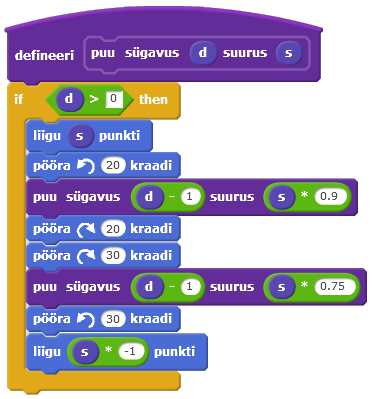 defineeri puu sügavus d suurus s
if d > 0 then
liigu s punkti
pööra 20 kraadi
puu sügavus d - 1 suurus s * 0.9
pööra 20 kraadi
pööra 30 kraadi
puu sügavus d - 1 suurus s * 0.75
pööra 30 kraadi
liigu s * -1 punkti